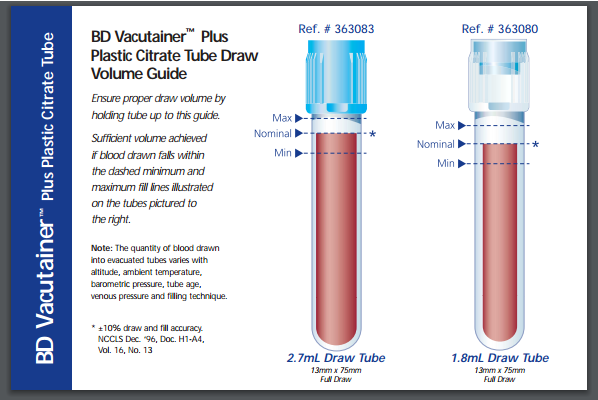 BD Vacutainer™ Plus Plastic Citrate Tube
BD Vacutainer™ Plus
Plastic Citrate Tube Draw
Volume Guide
Ensure proper draw volume by
holding tube up to this guide.
Sufficient volume achieved
if blood drawn falls within
the dashed minimum and
maximum fill lines illustrated
on the tubes pictured to
the right.
Note: The quantity of blood drawn
into evacuated tubes varies with
altitude, ambient temperature,
barometric pressure, tube age,
venous pressure and filling technique.
* ±10% draw and fill accuracy.
NCCLS Dec. '96, Doc. H1-A4,
Vol. 16, No. 13
Ref. # 363083
Max
Nominal *
Min
2.7mL Draw Tube
13mm x 75mm
Full Draw
Ref. # 363080
Max
Nominal *
Min
1.8mL Draw Tube
13mm x 75mm
Full Draw